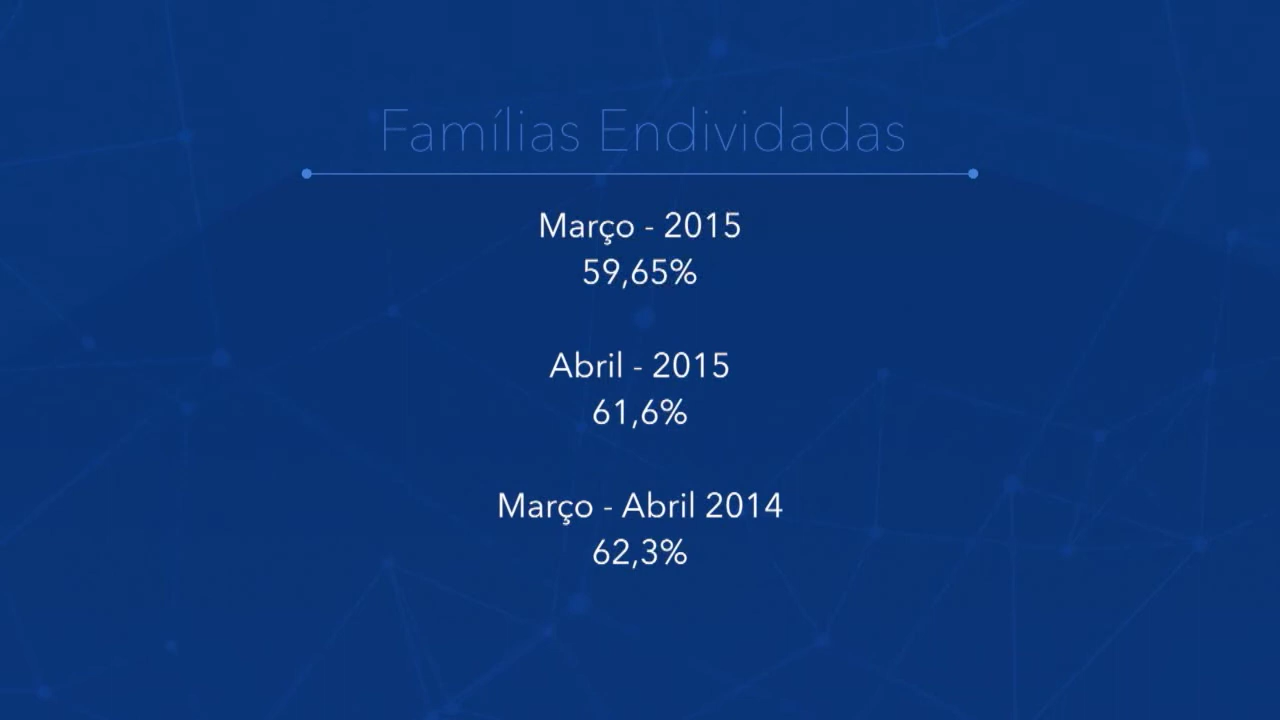 Famílias Endividadas
Março - 2015
59,65%
Abril - 2015
61,6%
Março - Abril 2014
62,3%